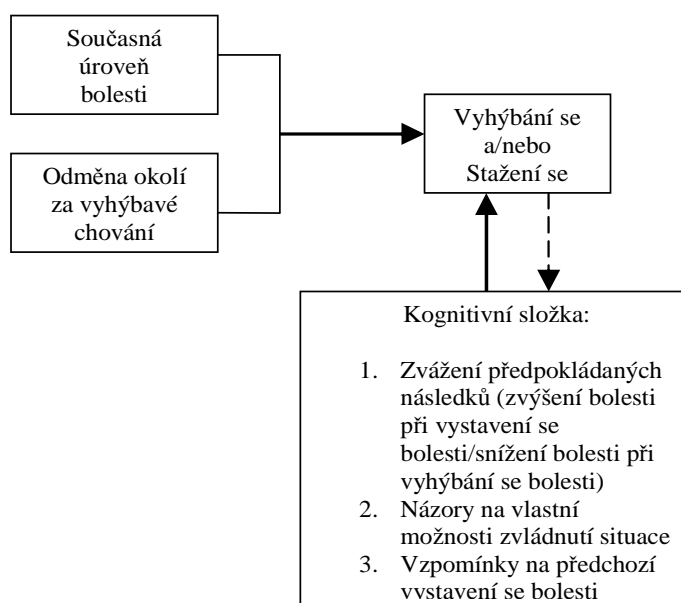 Současná
úroveň
bolesti
Odměna okolí
za vyhýbavé
chování
Vyhýbání se
a/nebo
Stažení se
Kognitivní složka:
1. Zvážení předpokládaných
následků (zvýšení bolesti
při vystavení se
bolesti/snížení bolesti při
vyhýbání se bolesti)
2. Názory na vlastní
možnosti zvládnutí situace
3. Vzpomínky na předchozí
vystavení se bolesti